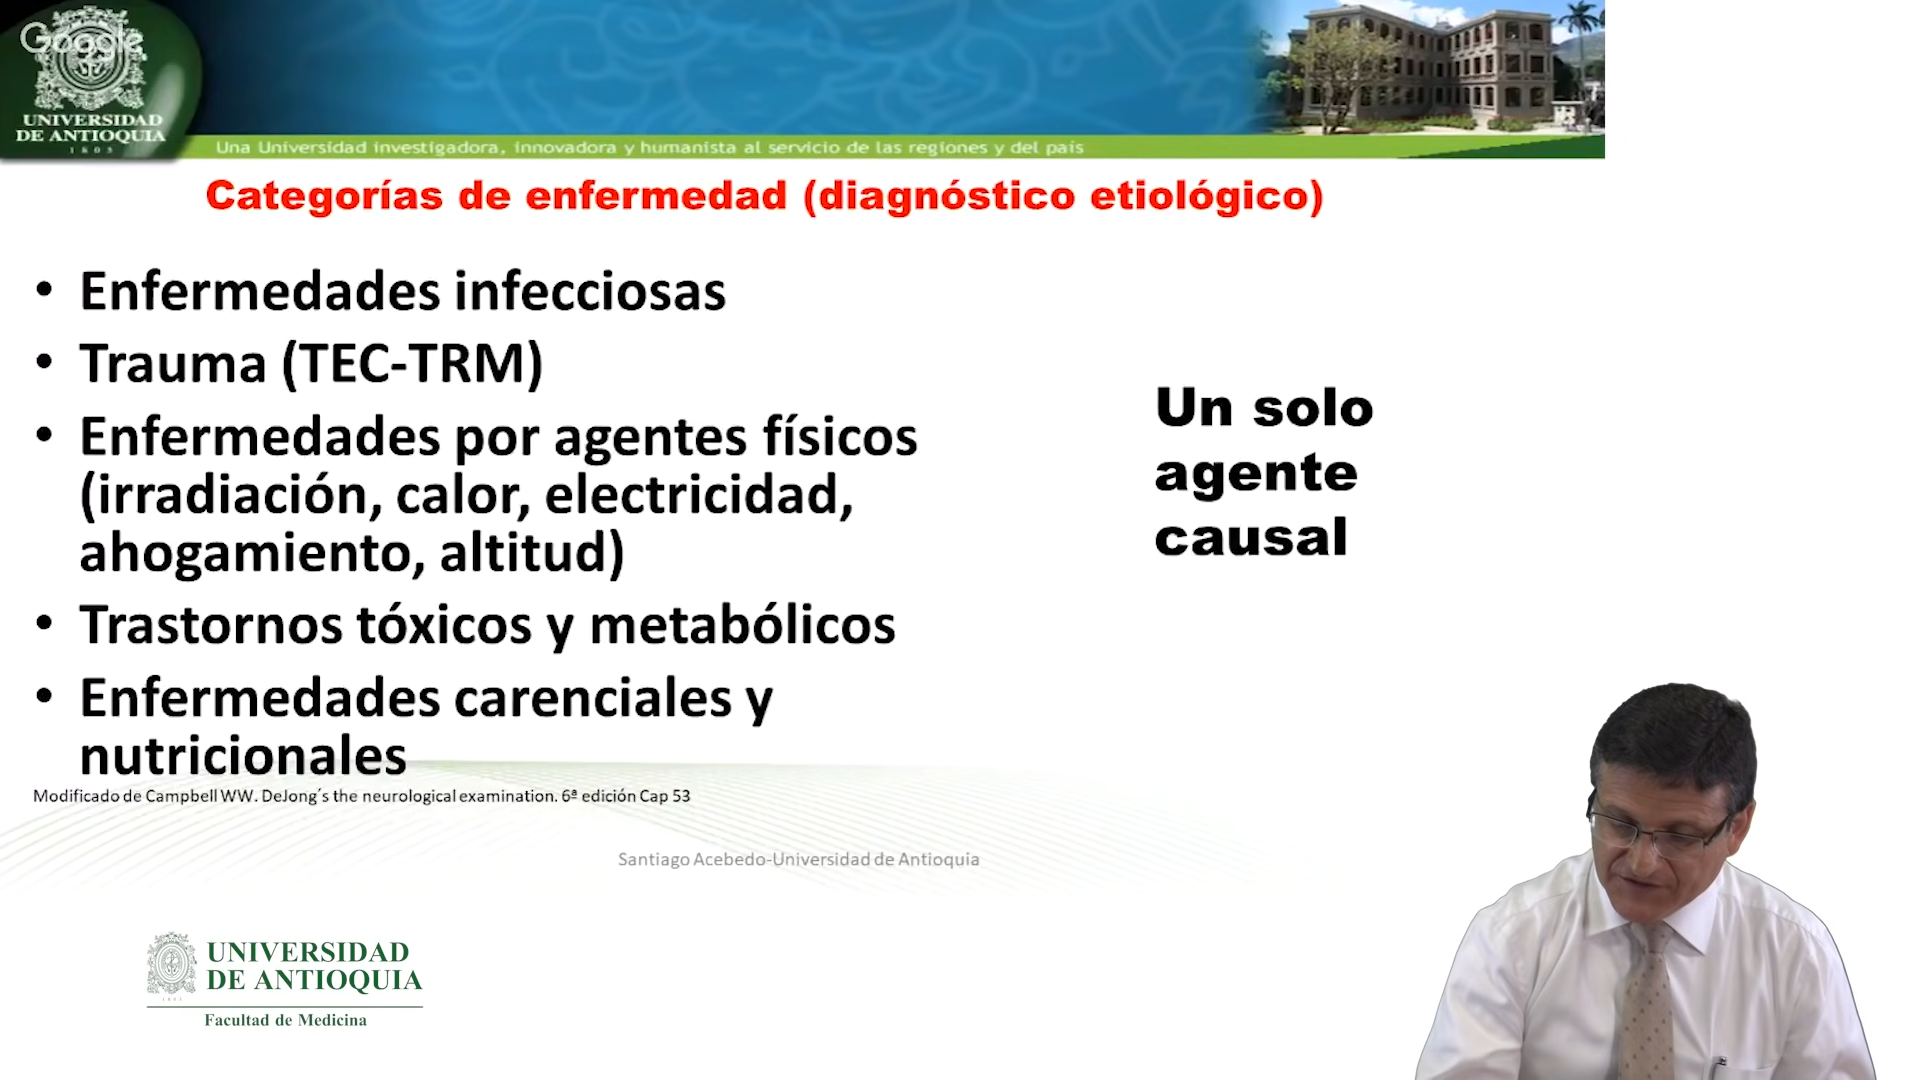 Google
UNIVERSIDAD
DE ANTIOQUIA
1803
Una Universidad investigadora, innovadora y humanista al servicio de las regiones y del país
Categorías de enfermedad (diagnóstico etiológico)
• Enfermedades infecciosas
• Trauma (TEC-TRM)
• Enfermedades por agentes físicos
(irradiación, calor, electricidad,
ahogamiento, altitud)
• Trastornos tóxicos y metabólicos
• Enfermedades carenciales y
nutricionales
Un solo
agente
causal
Modificado de Campbell WW. DeJong´s the neurological examination. 6ª edición Cap 53
Santiago Acebedo-Universidad de Antioquia
UNIVERSIDAD
DE ANTIOQUIA
1803
Facultad de Medicina